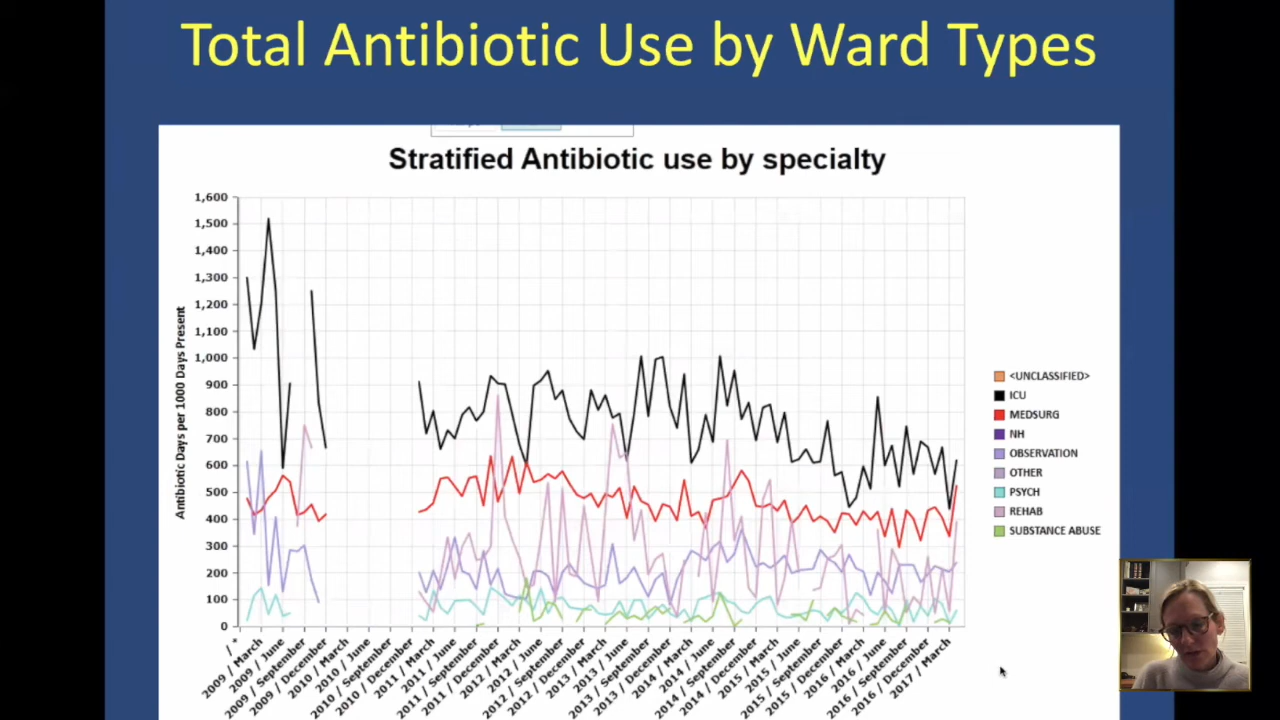 Total Antibiotic Use by Ward Types
Stratified Antibiotic use by specialty
Antibiotic Days per 1000 Days Present
1,600
1,500
1,400
1,300
1,200
1,100
1,000
900
800
700
600
500
400
300
200
100
0
/ *
2009 / March
2009 / June
2009 / September
2009 / December
2010 / March
2010 / June
2010 / September
2010 / December
2011 / March
2011 / June
2011 / September
2011 / December
2012 / March
2012 / June
2012 / September
2012 / December
2013 / March
2013 / June
2013 / September
2013 / December
2014 / March
2014 / June
2014 / September
2014 / December
2015 / March
2015 / June
2015 / September
2015 / December
2016 / March
2016 / June
2016 / September
2016 / December
2017 / March
<UNCLASSIFIED>
ICU
MEDSURG
NH
OBSERVATION
OTHER
PSYCH
REHAB
SUBSTANCE ABUSE